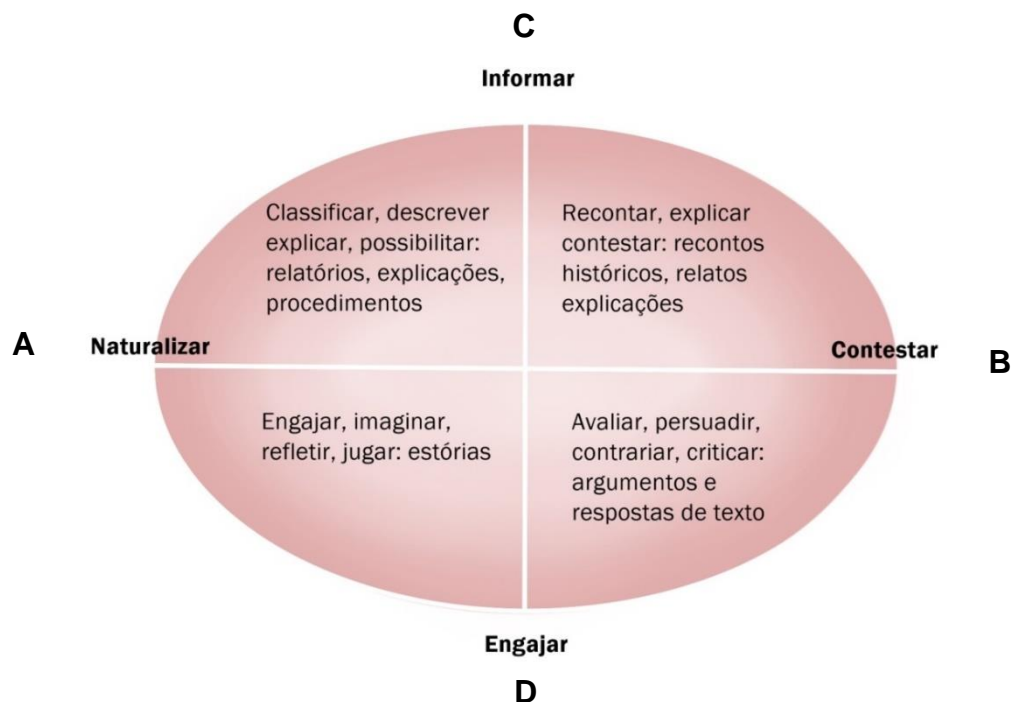 C
Informar
Classificar, descrever
explicar, possibilitar:
relatórios, explicações,
procedimentos
Recontar, explicar
contestar: recontos
históricos, relatos
explicações
A
Naturalizar
Contestar
B
Engajar, imaginar,
refletir, jugar: estórias
Avaliar, persuadir,
contrariar, criticar:
argumentos e
respostas de texto
Engajar
D